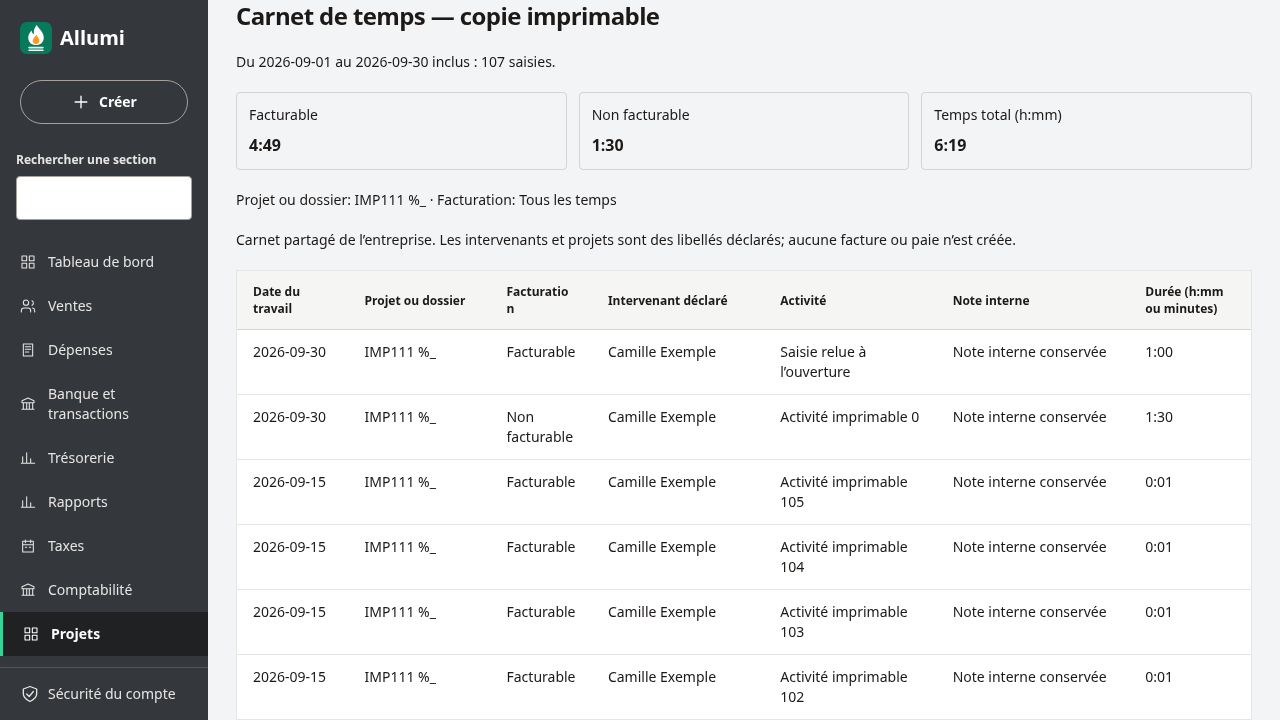 Allumi
Créer
Rechercher une section
Tableau de bord
Ventes
Dépenses
Banque et
transactions
Trésorerie
Rapports
Taxes
Comptabilité
Projets
Sécurité du compte
Carnet de temps — copie imprimable
Du 2026-09-01 au 2026-09-30 inclus : 107 saisies.
Facturable
4:49
Non facturable
1:30
Temps total (h:mm)
6:19
Projet ou dossier: IMP111 %_ · Facturation: Tous les temps
Carnet partagé de l’entreprise. Les intervenants et projets sont des libellés déclarés; aucune facture ou paie n’est créée.
Date du
travail
Projet ou dossier
Facturatio
n
Intervenant déclaré
Activité
Note interne
Durée (h:mm
ou minutes)
2026-09-30 IMP111 %_ Facturable Camille Exemple Saisie relue à Note interne conservée 1:00
l’ouverture
2026-09-30 IMP111 %_ Non Camille Exemple Activité imprimable 0 Note interne conservée 1:30
facturable
2026-09-15 IMP111 %_ Facturable Camille Exemple Activité imprimable Note interne conservée 0:01
105
2026-09-15 IMP111 %_ Facturable Camille Exemple Activité imprimable Note interne conservée 0:01
104
2026-09-15 IMP111 %_ Facturable Camille Exemple Activité imprimable Note interne conservée 0:01
103
2026-09-15 IMP111 %_ Facturable Camille Exemple Activité imprimable Note interne conservée 0:01
102